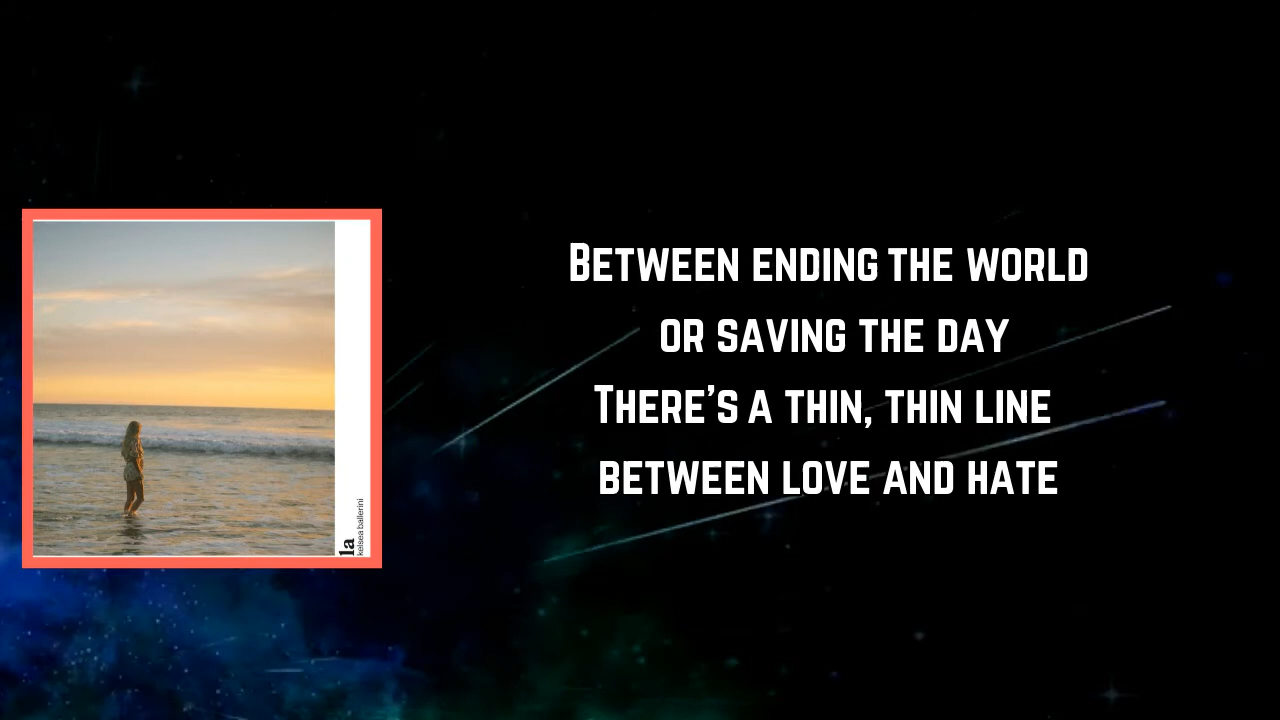 Between ending the world
or saving the day
There's a thin, thin line
between love and hate
la
kelsea ballerini